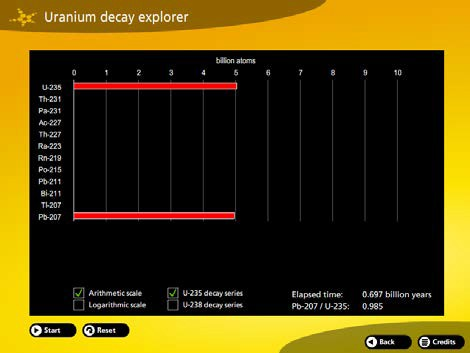 Uranium decay explorer
billion atoms
0 1 2 3 4 5 6 7 8 9 10
U-235
Th-231
Pa-231
Ac-227
Th-227
Ra-223
Rn-219
Po-215
Pb-211
Bi-211
Tl-207
Pb-207
Arithmetic scale
U-235 decay series
Elapsed time: 0.697 billion years
Logarithmic scale
U-238 decay series
Pb-207 / U-235: 0.985
Start
Reset
Back
Credits